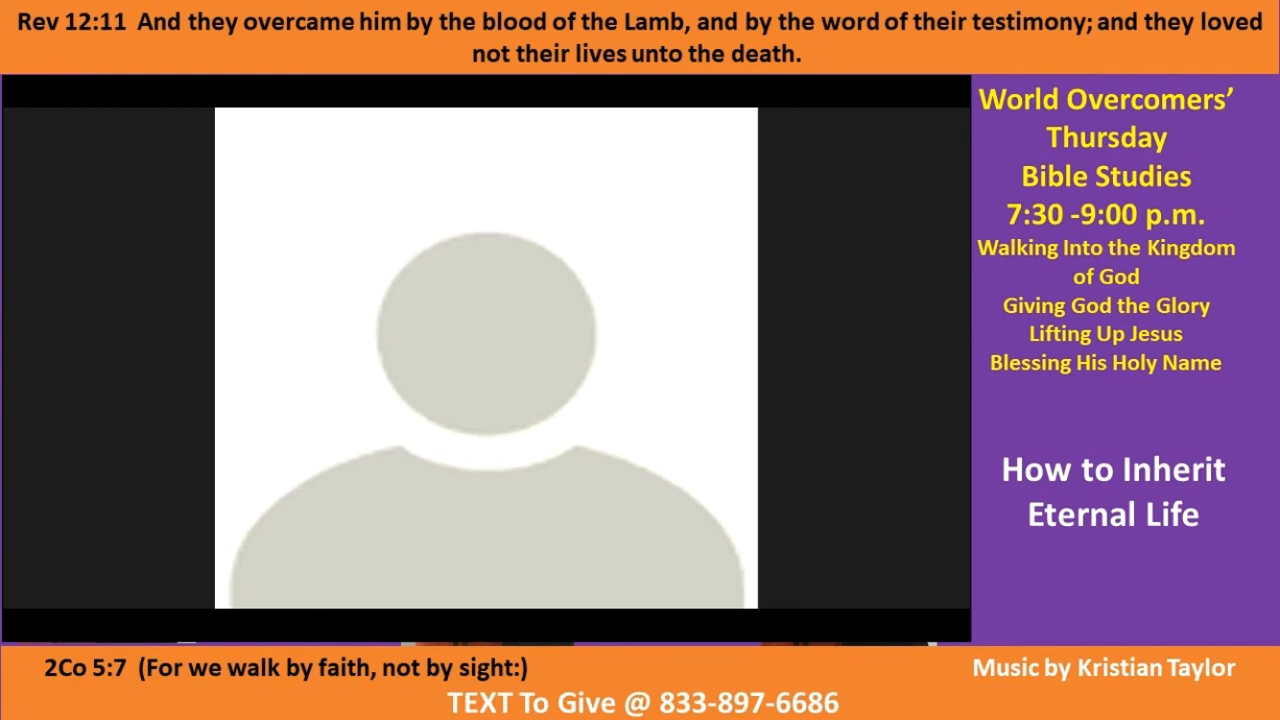 Rev 12:11 And they overcame him by the blood of the Lamb, and by the word of their testimony; and they loved
not their lives unto the death.
World Overcomers’
Thursday
Bible Studies
7:30 -9:00 p.m.
Walking Into the Kingdom
of God
Giving God the Glory
Lifting Up Jesus
Blessing His Holy Name
How to Inherit
Eternal Life
2Co 5:7 (For we walk by faith, not by sight:)
Music by Kristian Taylor
TEXT To Give @ 833-897-6686